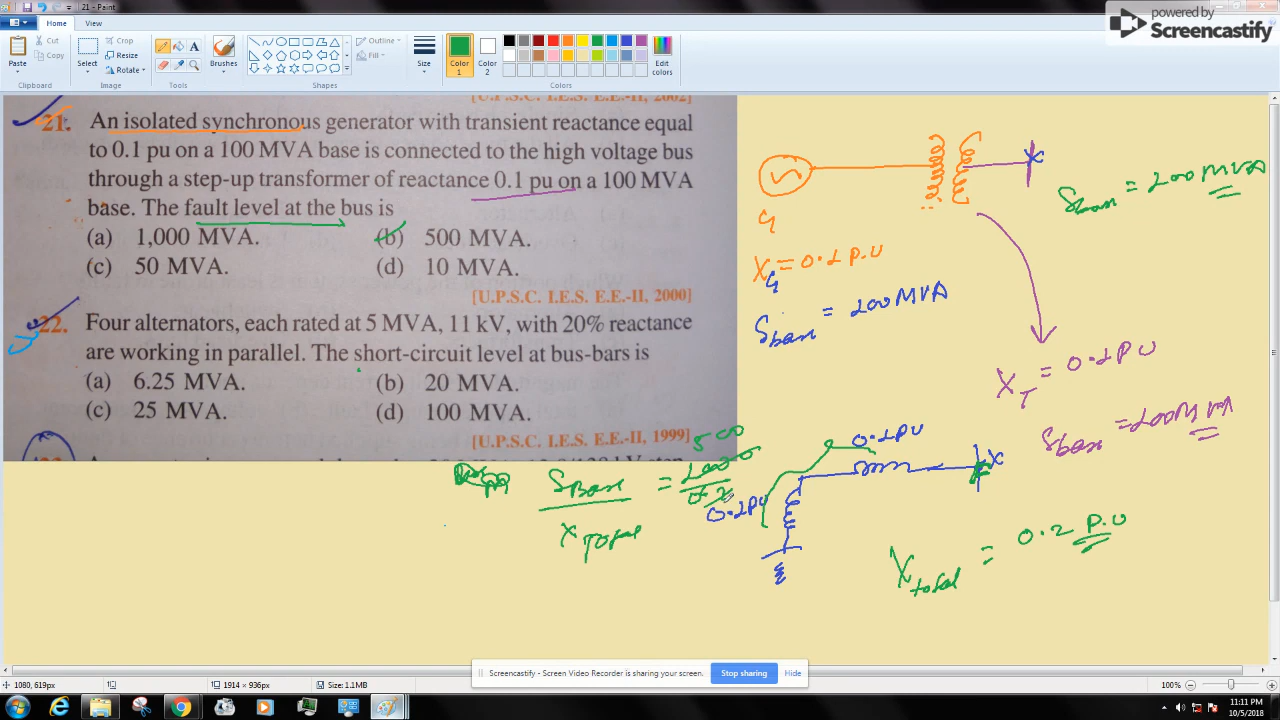 21 - Paint
powered by
Screencastify
Home
View
Paste
Cut
Copy
Clipboard
Select
Crop
Resize
Rotate
Image
Tools
Brushes
Shapes
Outline
Fill
Size
Color 1
Color 2
Edit colors
Colors
[U.P.S.C. I.E.S. E.E.-II, 2002]
21. An isolated synchronous generator with transient reactance equal
to 0.1 pu on a 100 MVA base is connected to the high voltage bus
through a step-up transformer of reactance 0.1 pu on a 100 MVA
base. The fault level at the bus is
(a) 1,000 MVA. (b) 500 MVA.
(c) 50 MVA. (d) 10 MVA.
[U.P.S.C. I.E.S. E.E.-II, 2000]
22. Four alternators, each rated at 5 MVA, 11 kV, with 20% reactance
are working in parallel. The short-circuit level at bus-bars is
(a) 6.25 MVA. (b) 20 MVA.
(c) 25 MVA. (d) 100 MVA.
[U.P.S.C. I.E.S. E.E.-II, 1999]
G
X
Sbase = 100 MVA
XG = 0.1 P.U
Sbase = 100 MVA
XT = 0.1 PU
Sbase = 100 MVA
0.1PU
X
0.1PU
500
SBase
XTotal
Xtotal = 0.2 P.U
Screencastify - Screen Video Recorder is sharing your screen.
Stop sharing
Hide
1080, 619px
1914 × 936px
Size: 1.1MB
100%
11:11 PM
10/5/2018